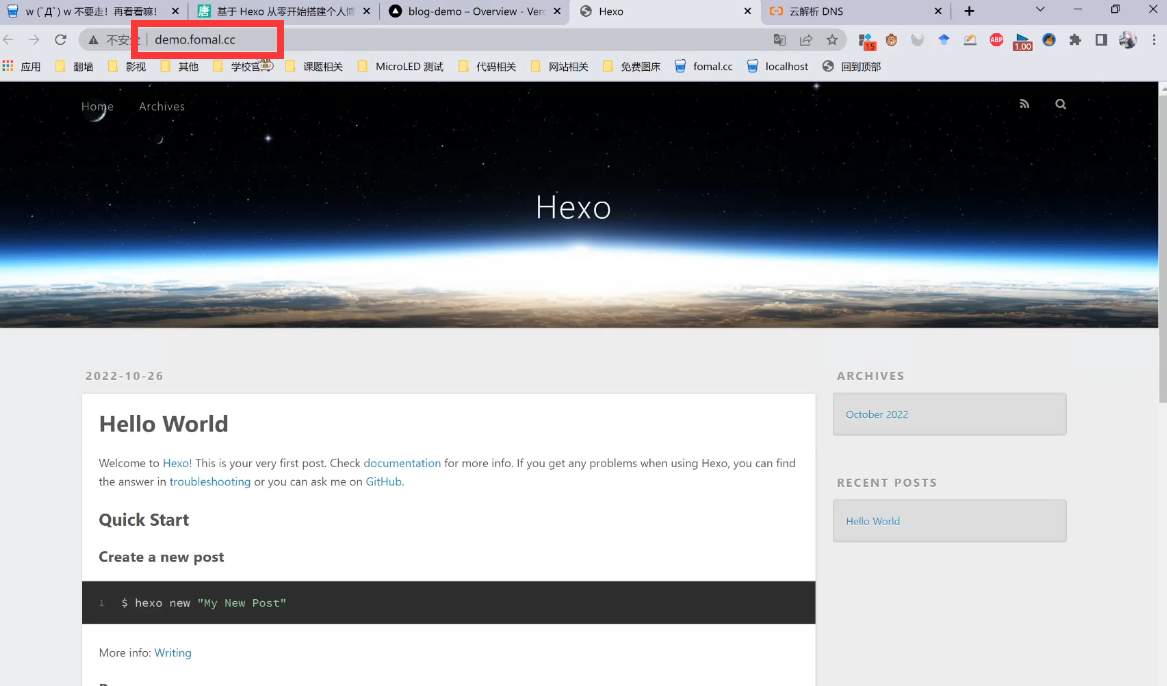 w (ﾟДﾟ) w 不要走！再看看嘛！
基于 Hexo 从零开始搭建个人博
blog-demo – Overview - Verc
Hexo
云解析 DNS
不安全 | demo.fomal.cc
15
ABP
1.00
应用 翻墙 影视 其他 学校官 课题相关 MicroLED 测试 代码相关 网站相关 免费图床 fomal.cc localhost 回到顶部
Home Archives
Hexo
2022-10-26
Hello World
Welcome to Hexo! This is your very first post. Check documentation for more info. If you get any problems when using Hexo, you can find
the answer in troubleshooting or you can ask me on GitHub.
Quick Start
Create a new post
1 $ hexo new "My New Post"
More info: Writing
ARCHIVES
October 2022
RECENT POSTS
Hello World